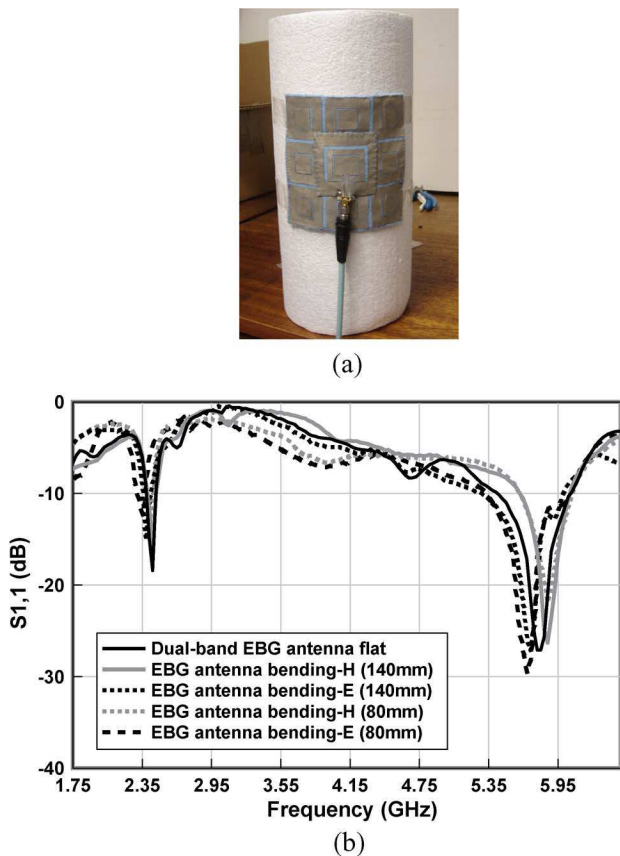 (a)
0
-10
-20
-30
-40
S1,1 (dB)
Dual-band EBG antenna flat
EBG antenna bending-H (140mm)
EBG antenna bending-E (140mm)
EBG antenna bending-H (80mm)
EBG antenna bending-E (80mm)
1.75 2.35 2.95 3.55 4.15 4.75 5.35 5.95
Frequency (GHz)
(b)